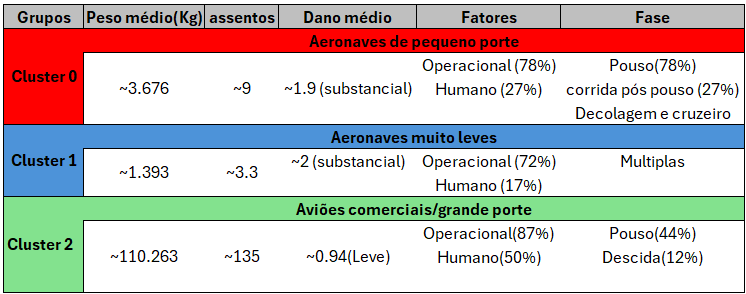 Grupos Peso médio(Kg) assentos Dano médio Fatores Fase
Aeronaves de pequeno porte
Cluster 0 ~3.676 ~9 ~1.9 (substancial) Operacional (78%) Pouso(78%)
Humano (27%) corrida pós pouso (27%)
Decolagem e cruzeiro
Aeronaves muito leves
Cluster 1 ~1.393 ~3.3 ~2 (substancial) Operacional (72%) Multiplas
Humano (17%)
Aviões comerciais/grande porte
Cluster 2 ~110.263 ~135 ~0.94(Leve) Operacional(87%) Pouso(44%)
Humano(50%) Descida(12%)